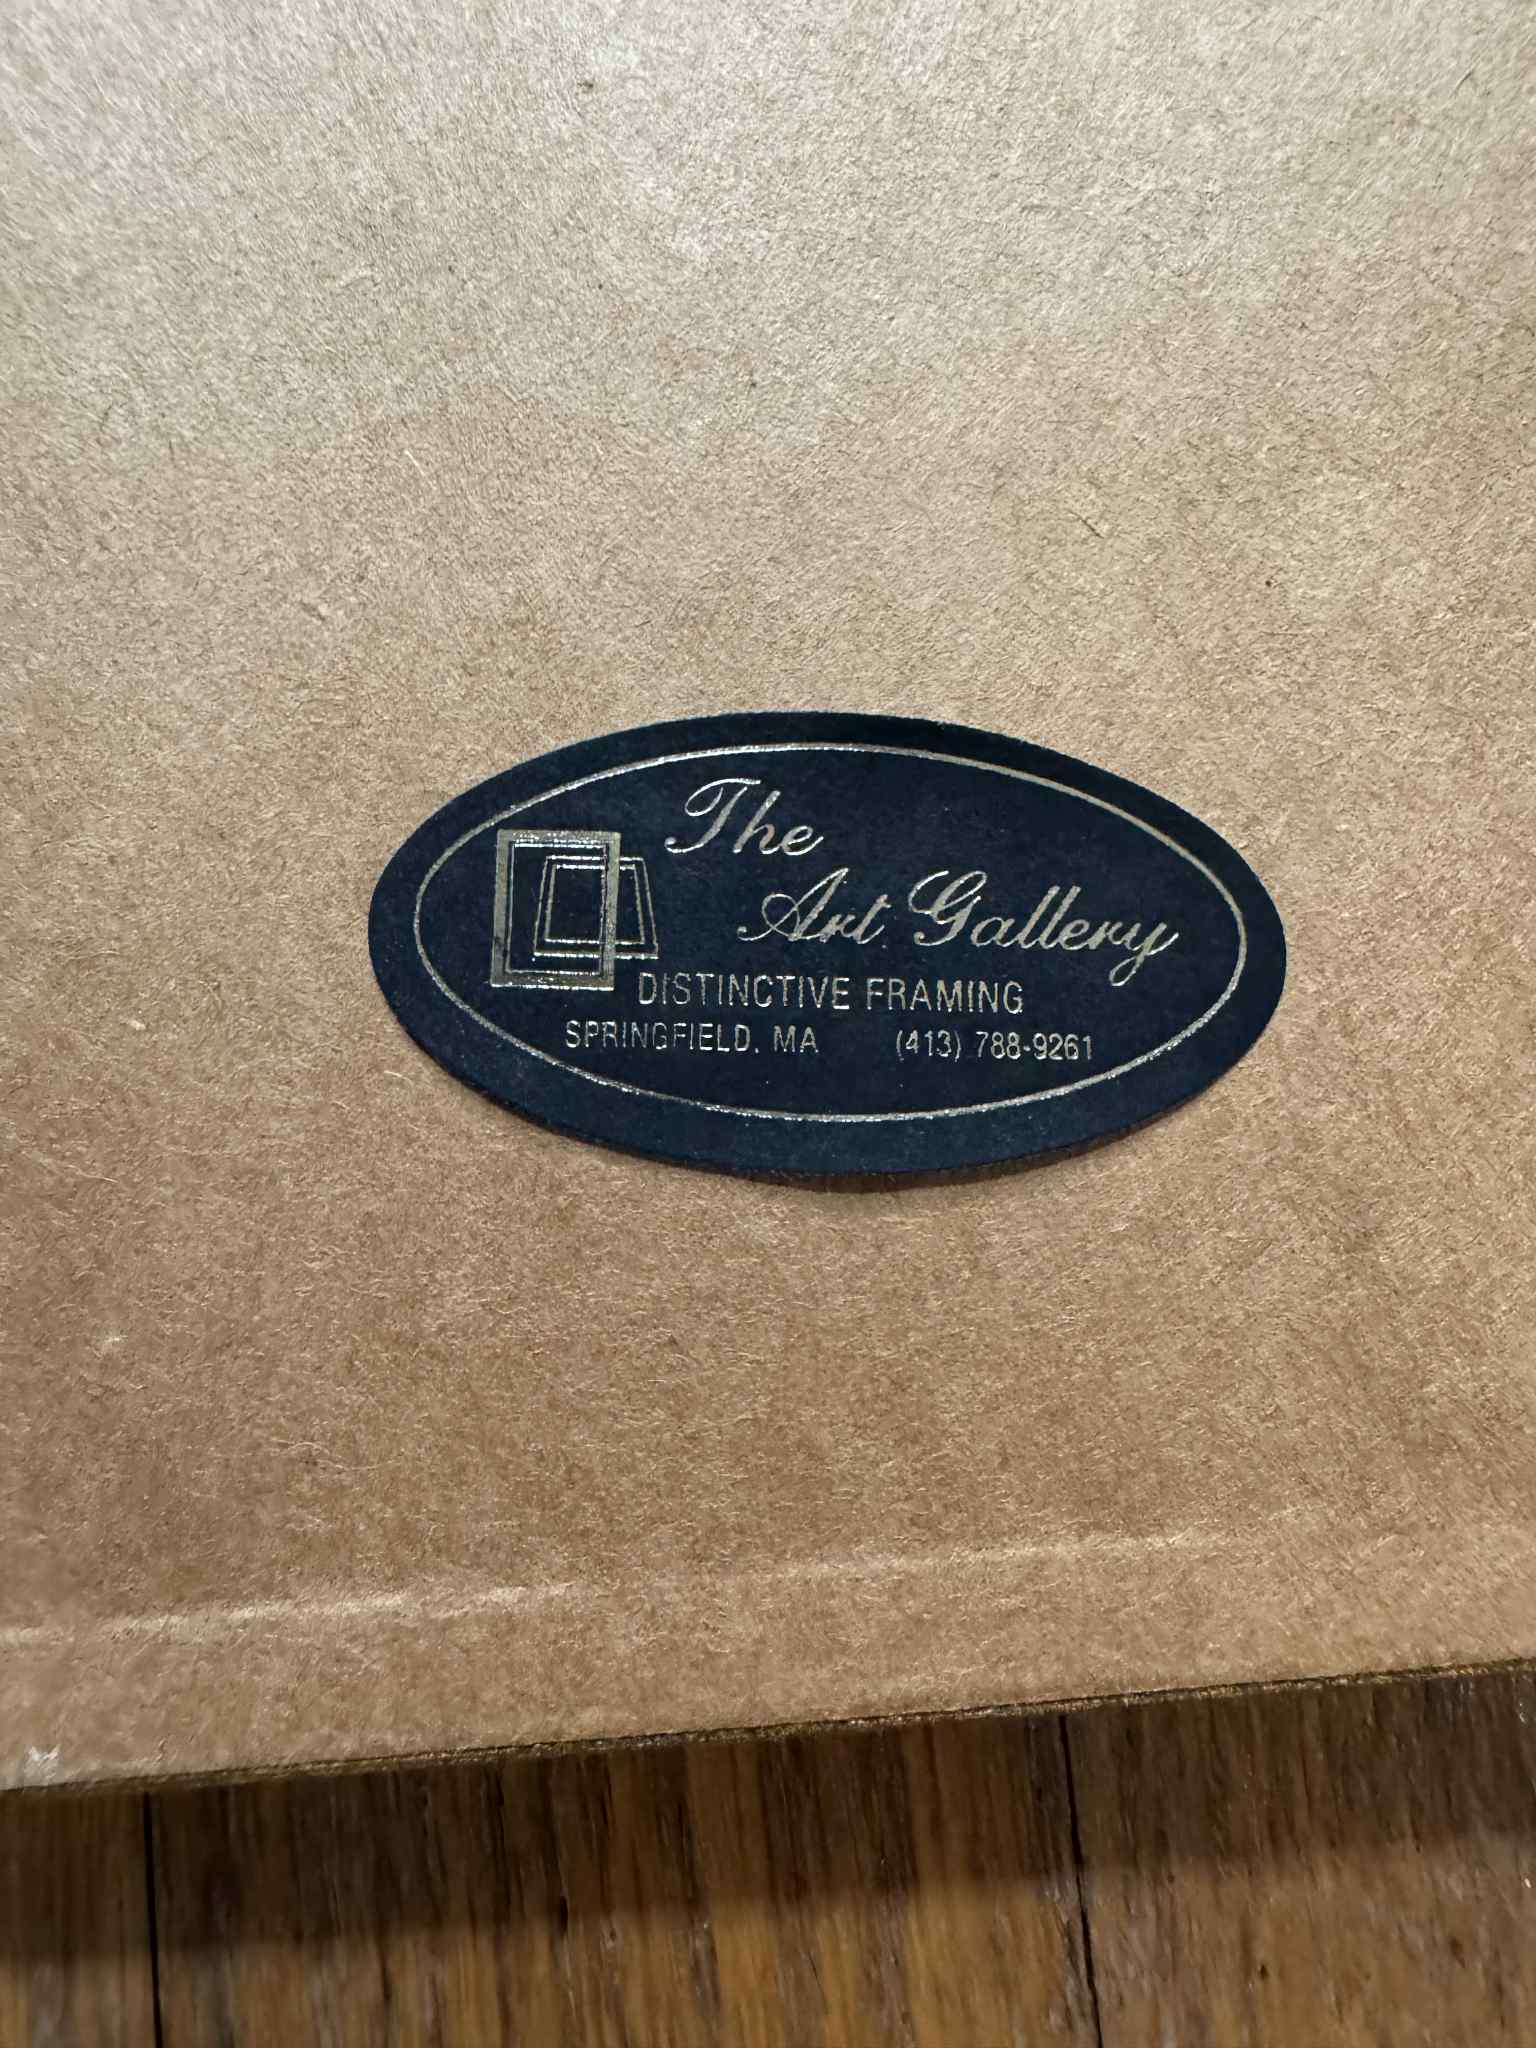 The
Art Gallery
DISTINCTIVE FRAMING
SPRINGFIELD, MA (413) 788-9261